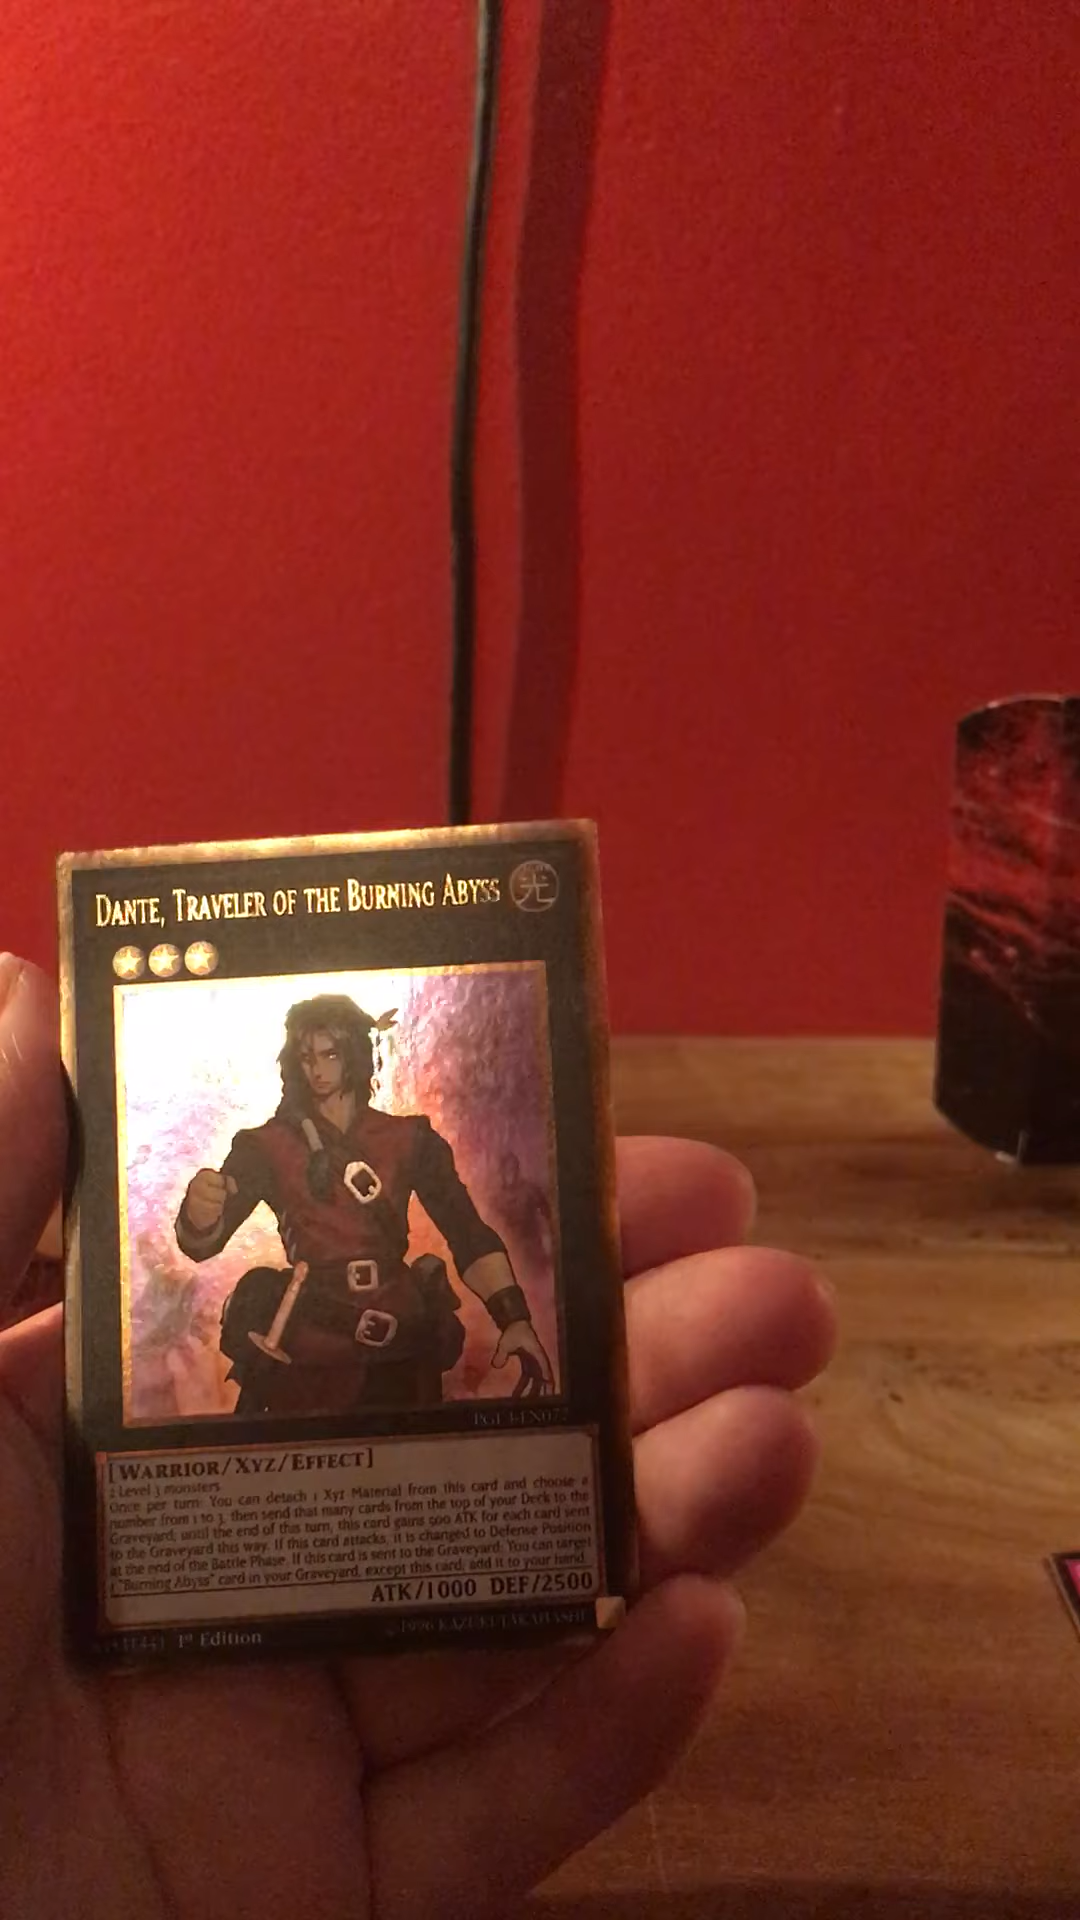 DANTE, TRAVELER OF THE BURNING ABYSS
光
PGL3-EN077
[WARRIOR/XYZ/EFFECT]
2 Level 3 monsters
Once per turn: You can detach 1 Xyz Material from this card and choose a
number from 1 to 3, then send that many cards from the top of your Deck to the
Graveyard; until the end of this turn, this card gains 500 ATK for each card sent
to the Graveyard this way. If this card attacks, it is changed to Defense Position
at the end of the Battle Phase. If this card is sent to the Graveyard: You can target
1 "Burning Abyss" card in your Graveyard, except this card; add it to your hand.
ATK/1000 DEF/2500
1st Edition
©1996 KAZUKI TAKAHASHI